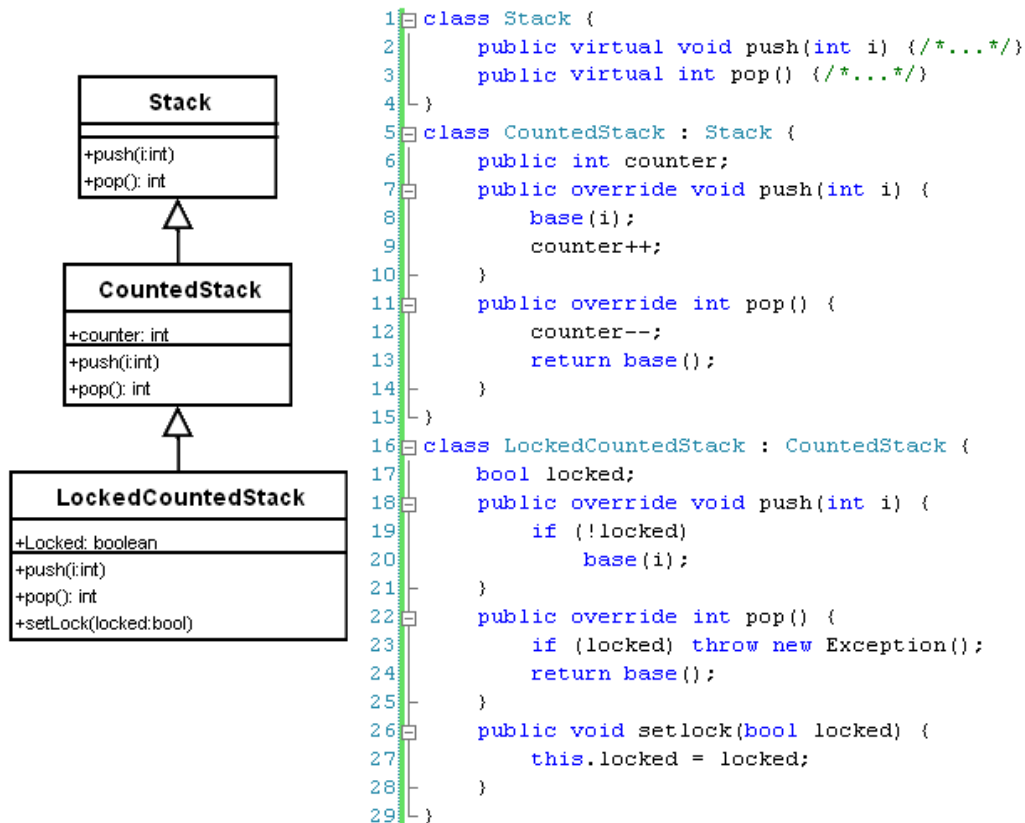 Stack
+push(i:int)
+pop(): int
CountedStack
+counter: int
+push(i:int)
+pop(): int
LockedCountedStack
+Locked: boolean
+push(i:int)
+pop(): int
+setLock(locked:bool)
1 class Stack {
2 public virtual void push(int i) {/*...*/}
3 public virtual int pop() {/*...*/}
4 }
5 class CountedStack : Stack {
6 public int counter;
7 public override void push(int i) {
8 base(i);
9 counter++;
10 }
11 public override int pop() {
12 counter--;
13 return base();
14 }
15 }
16 class LockedCountedStack : CountedStack {
17 bool locked;
18 public override void push(int i) {
19 if (!locked)
20 base(i);
21 }
22 public override int pop() {
23 if (locked) throw new Exception();
24 return base();
25 }
26 public void setlock(bool locked) {
27 this.locked = locked;
28 }
29 }